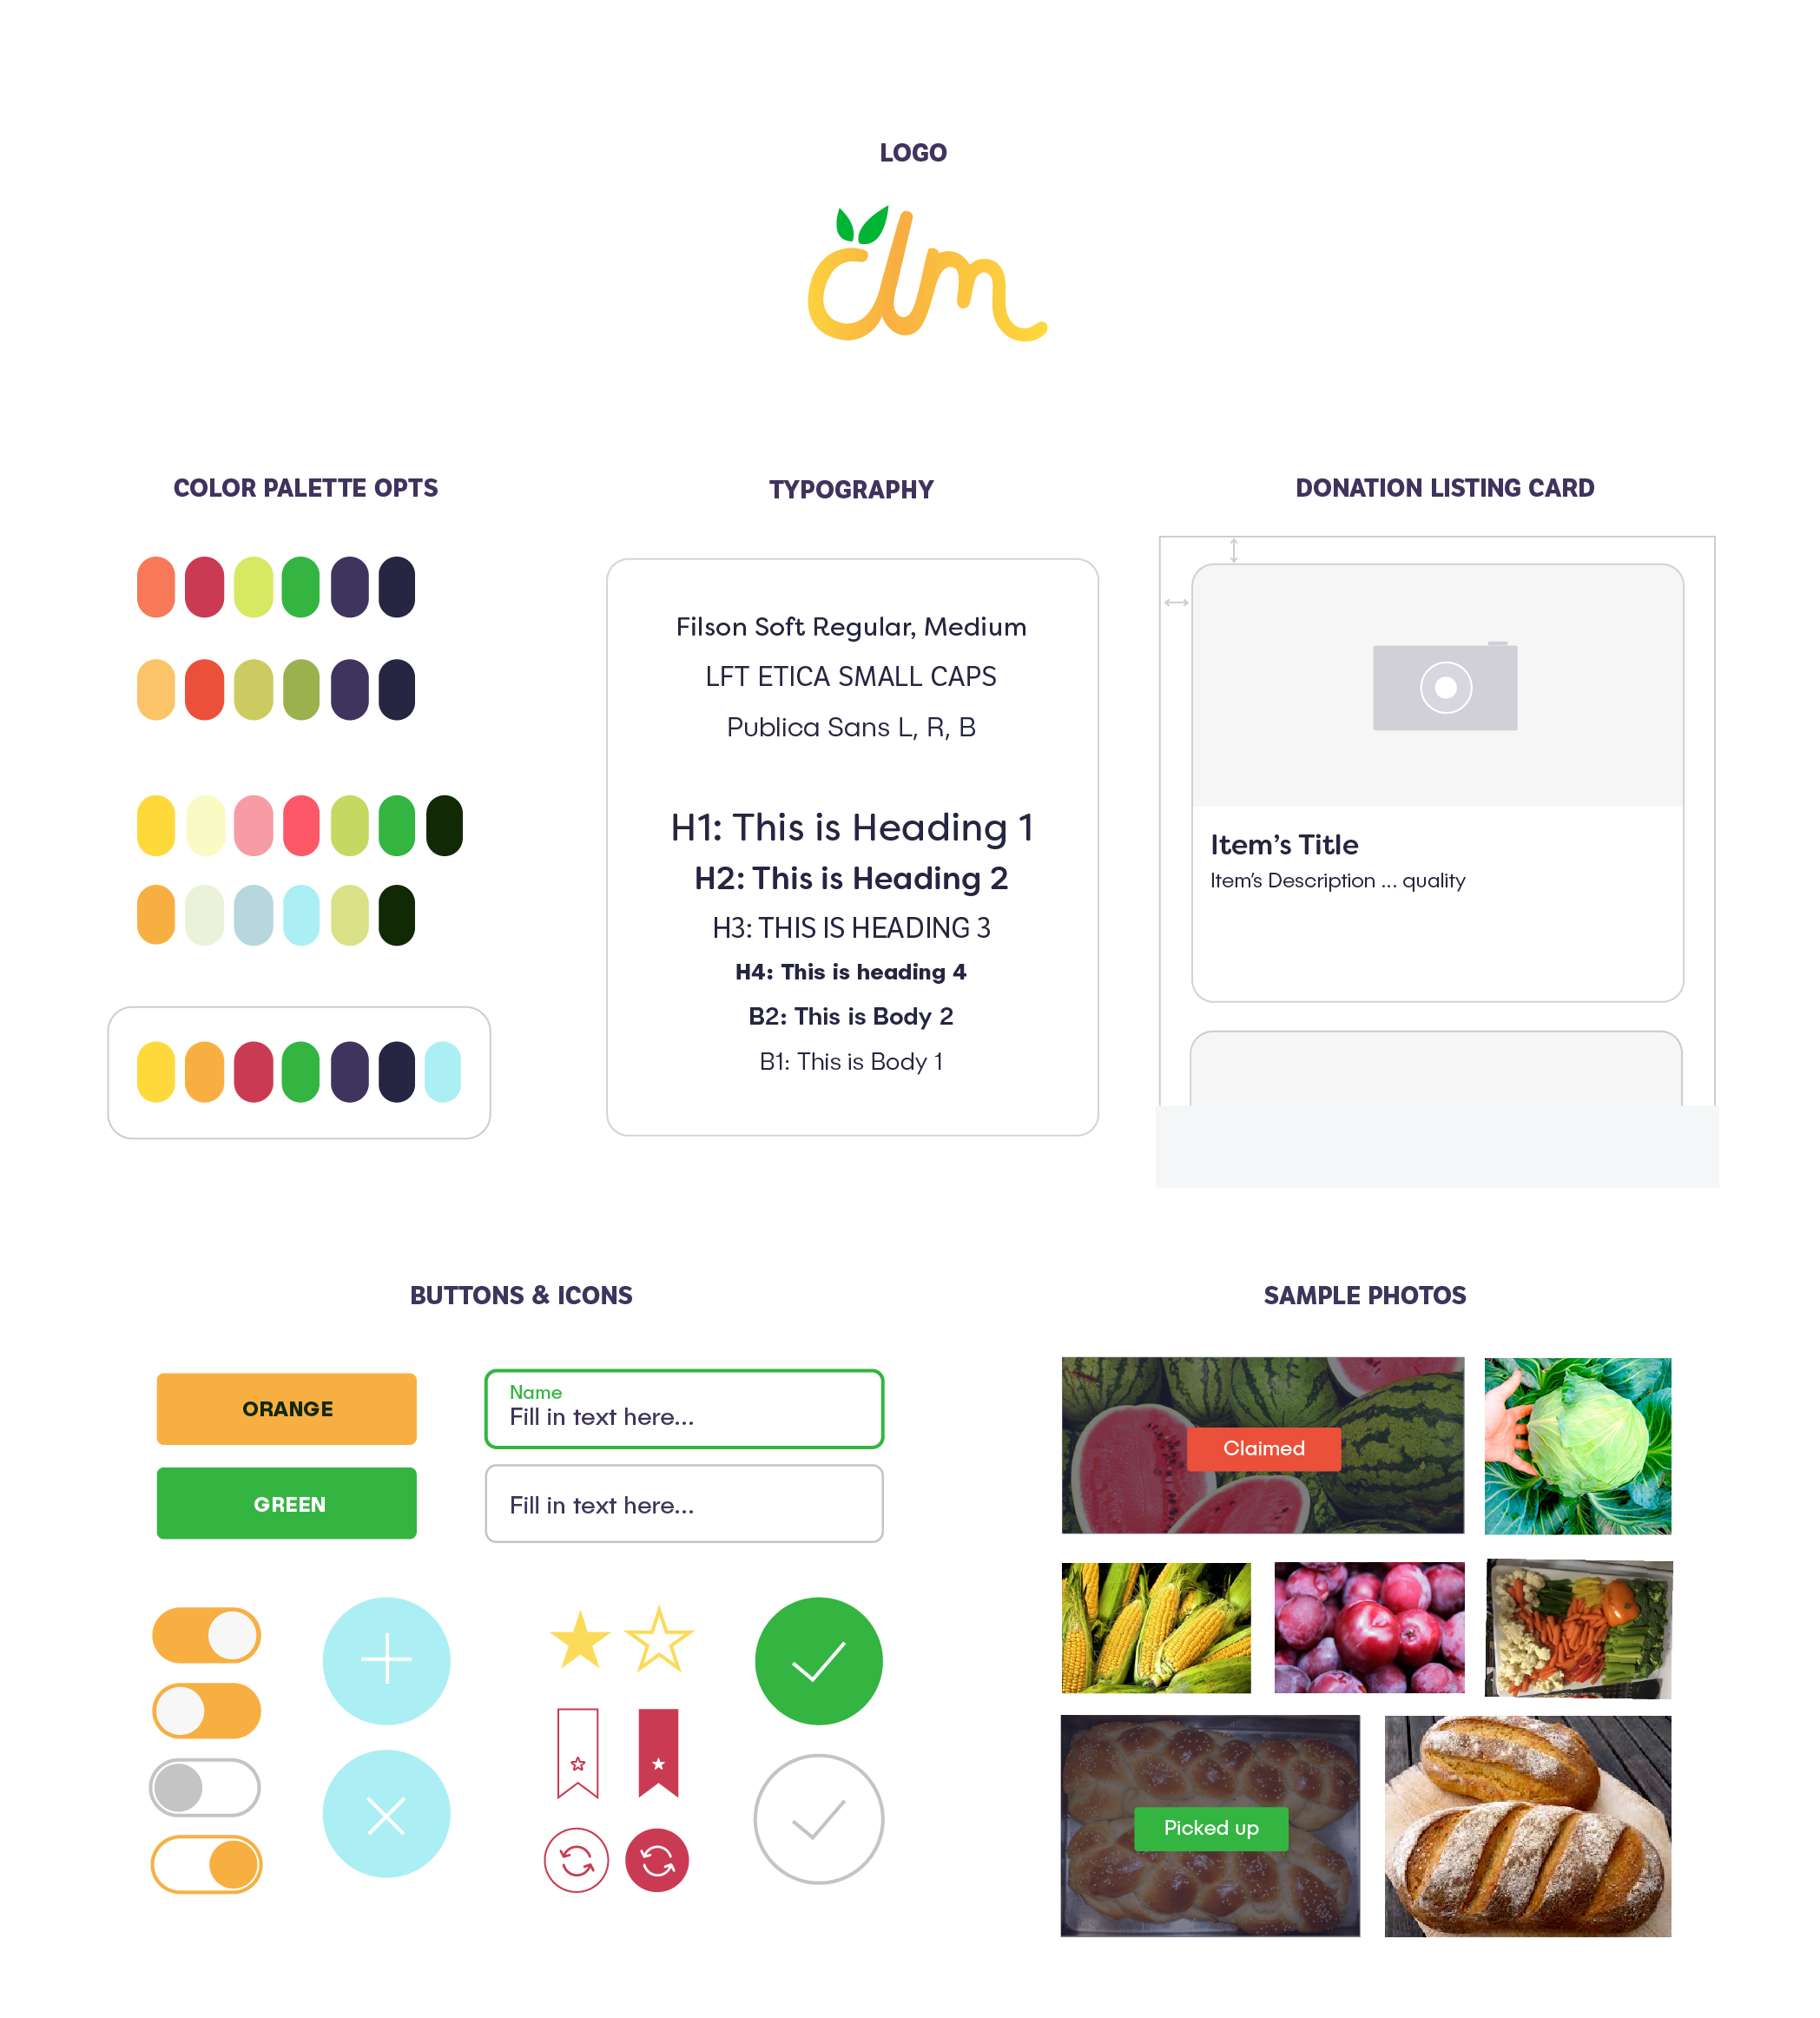 LOGO
dm
COLOR PALETTE OPTS
TYPOGRAPHY
Filson Soft Regular, Medium
LFT ETICA SMALL CAPS
Publica Sans L, R, B
H1: This is Heading 1
H2: This is Heading 2
H3: THIS IS HEADING 3
H4: This is heading 4
B2: This is Body 2
B1: This is Body 1
DONATION LISTING CARD
Item’s Title
Item’s Description ... quality
BUTTONS & ICONS
ORANGE
GREEN
Name
Fill in text here...
Fill in text here...
SAMPLE PHOTOS
Claimed
Picked up